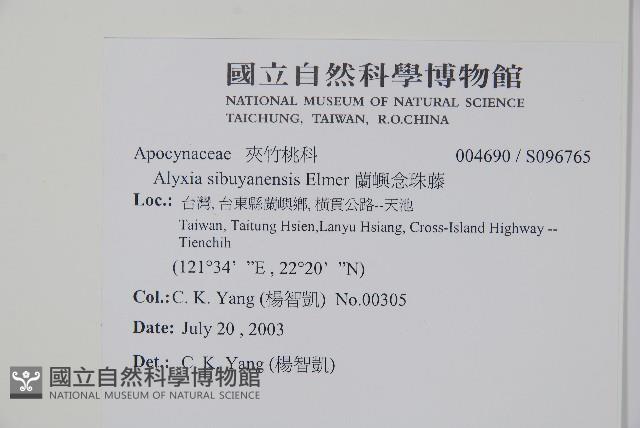 國立自然科學博物館
NATIONAL MUSEUM OF NATURAL SCIENCE
TAICHUNG, TAIWAN, R.O.CHINA
Apocynaceae 夾竹桃科 004690 / S096765
Alyxia sibuyanensis Elmer 蘭嶼念珠藤
Loc.: 台灣, 台東縣蘭嶼鄉, 橫貫公路--天池
Taiwan, Taitung Hsien,Lanyu Hsiang, Cross-Island Highway --
Tienchih
(121°34’ ”E , 22°20’ ”N)
Col.: C. K. Yang (楊智凱) No.00305
Date: July 20 , 2003
Det.: C. K. Yang (楊智凱)
國立自然科學博物館
NATIONAL MUSEUM OF NATURAL SCIENCE